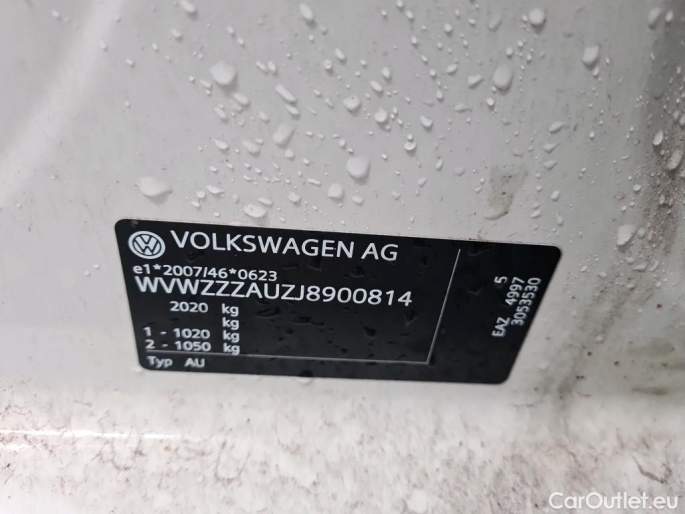 VOLKSWAGEN AG
e1*2007/46*0623
WVWZZZAUZJ8900814
2020 kg
kg
1 - 1020 kg
2 - 1050 kg
Typ AU
EAZ 4997 5
3053530
CarOutlet.eu